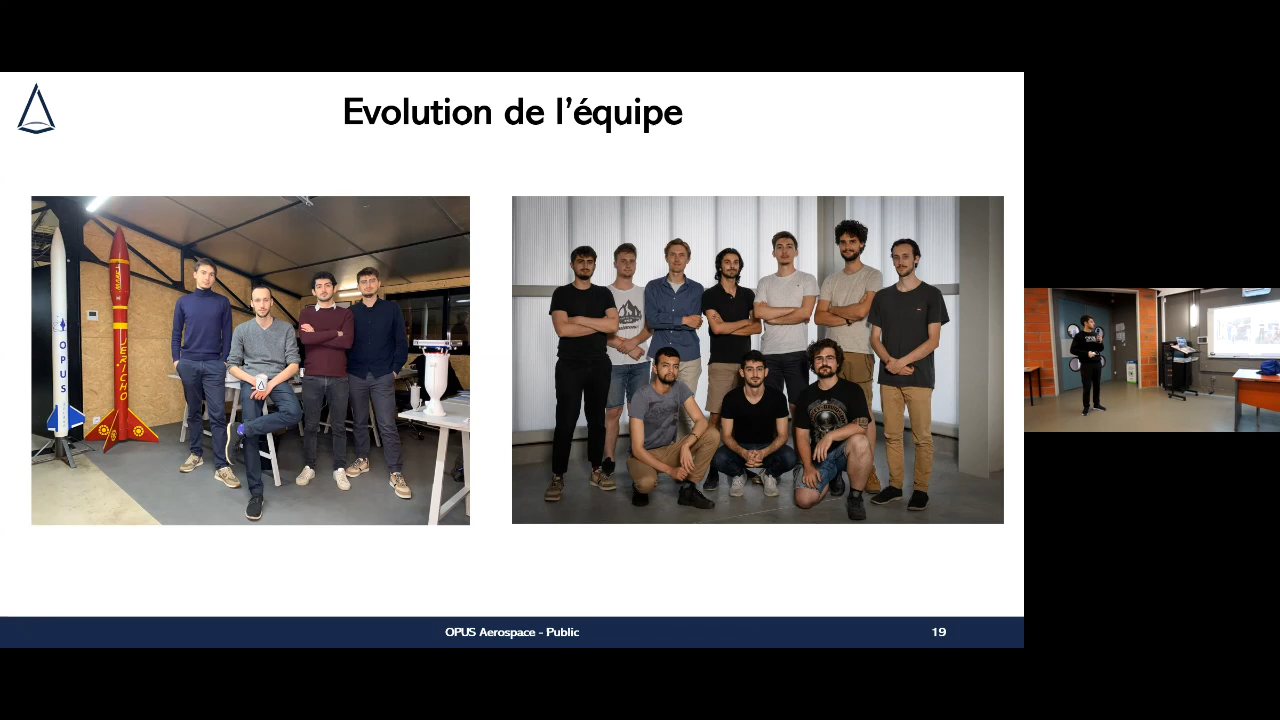 Evolution de l'équipe
OPUS
JERICHO
OPUS Aerospace - Public
19